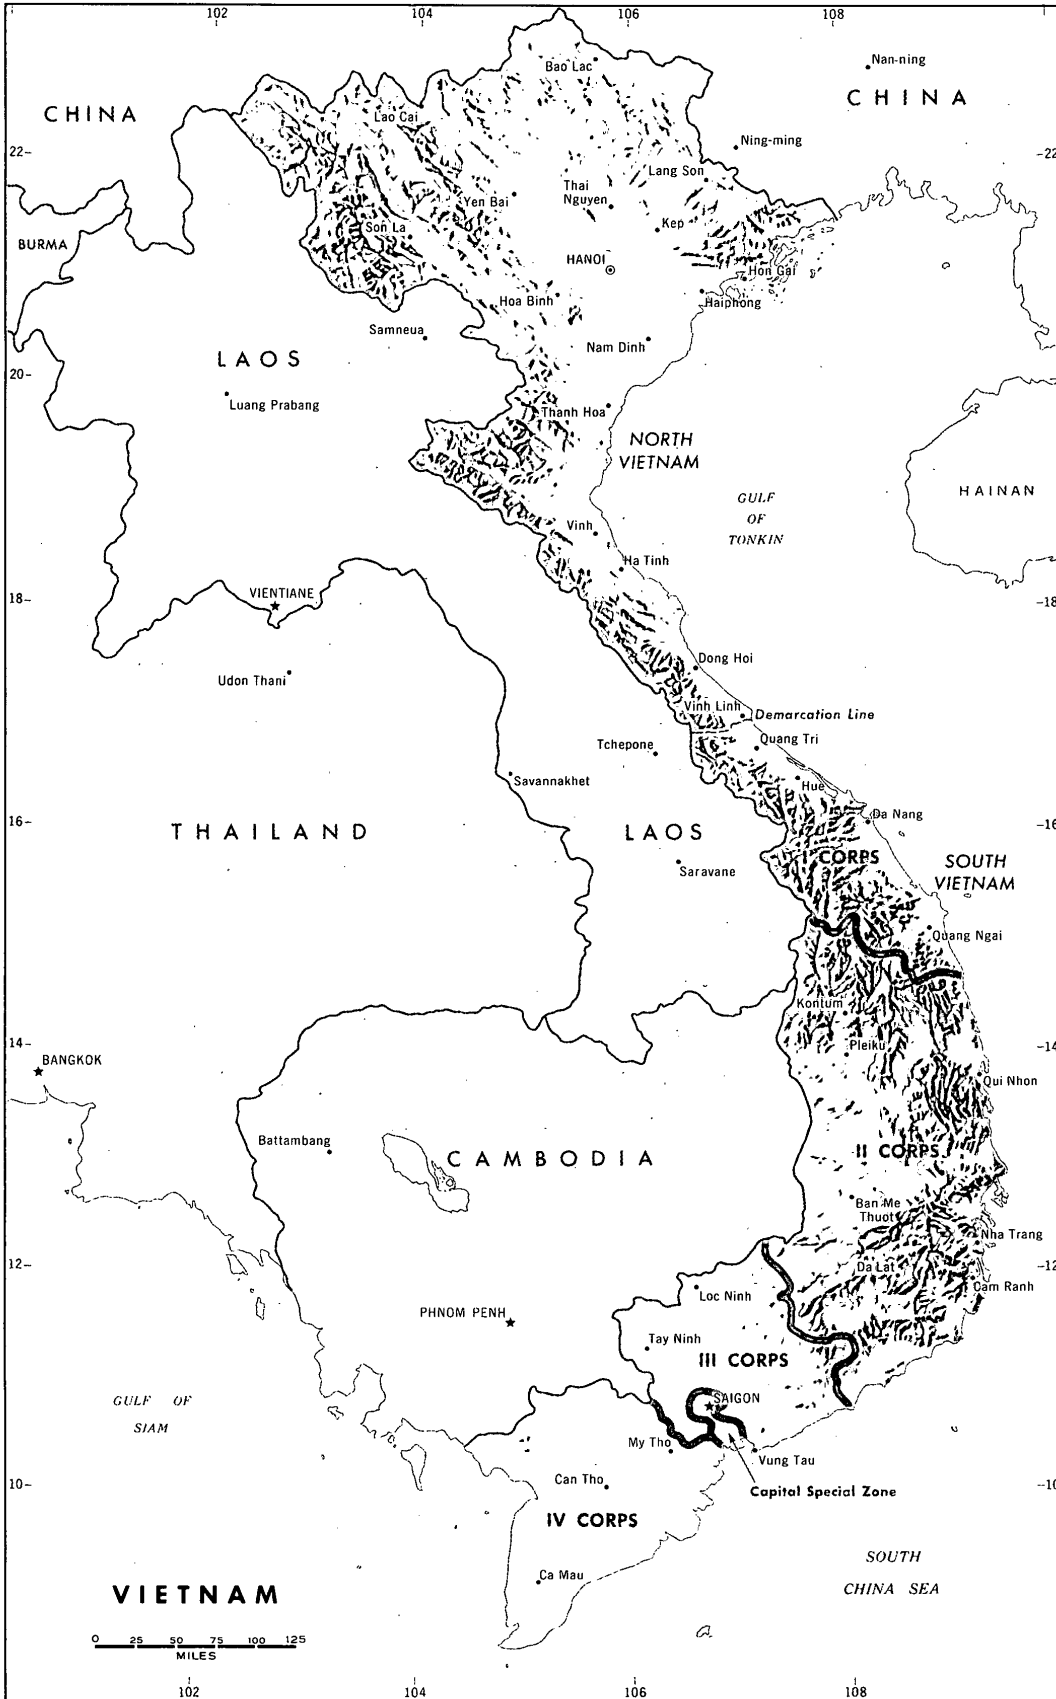 102 104 106 108
Bao Lac
Nan-ning
CHINA
CHINA
Lao Cai
Ning-ming
22-
-22
Lang Son
Thai
Nguyen
Yen Bai
Kep
Son La
BURMA
HANOI
Hon Gai
Hoa Binh
Haiphong
Samneua
Nam Dinh
LAOS
20-
Luang Prabang
Thanh Hoa
NORTH
VIETNAM
HAINAN
GULF
OF
TONKIN
Vinh
Ha Tinh
VIENTIANE
18-
-18
Dong Hoi
Udon Thani
Vinh Linh
Demarcation Line
Quang Tri
Tchepone
Savannakhet
Hue
Da Nang
16-
-16
THAILAND
LAOS
I CORPS
SOUTH
VIETNAM
Saravane
Quang Ngai
Kontum
14-
-14
Pleiku
BANGKOK
Qui Nhon
Battambang
CAMBODIA
II CORPS
Ban Me
Thuot
Nha Trang
12-
-12
Da Lat
Cam Ranh
Loc Ninh
PHNOM PENH
Tay Ninh
III CORPS
GULF OF
SIAM
SAIGON
My Tho
Vung Tau
Can Tho
10-
-10
Capital Special Zone
IV CORPS
SOUTH
CHINA SEA
Ca Mau
VIETNAM
0 25 50 75 100 125
MILES
102 104 106 108